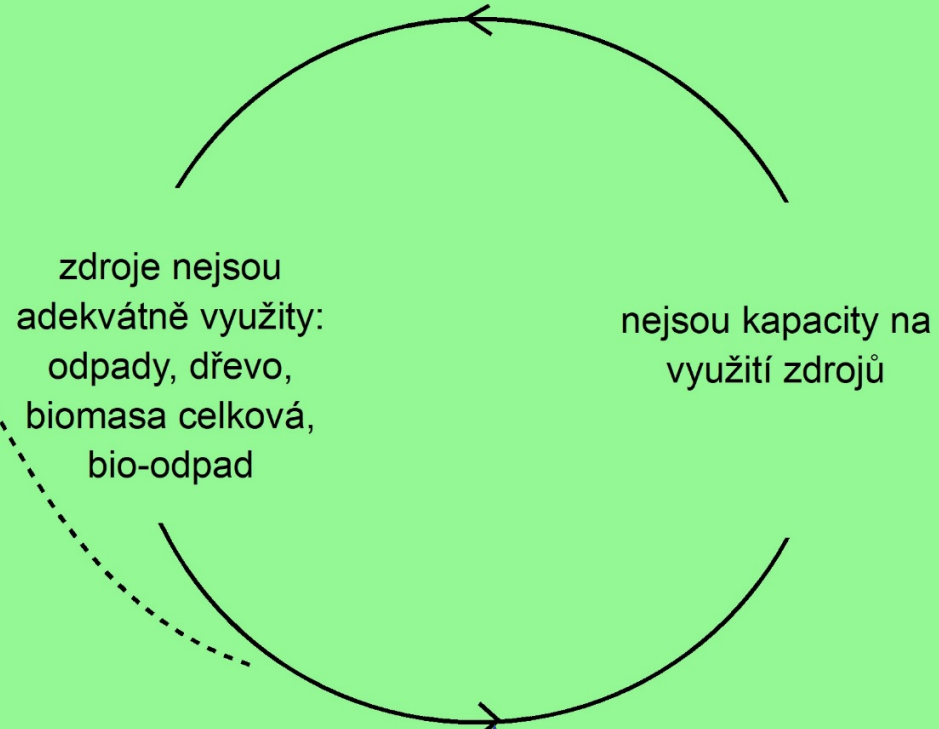 zdroje nejsou
adekvátně využity:
odpady, dřevo,
biomasa celková,
bio-odpad
nejsou kapacity na
využití zdrojů